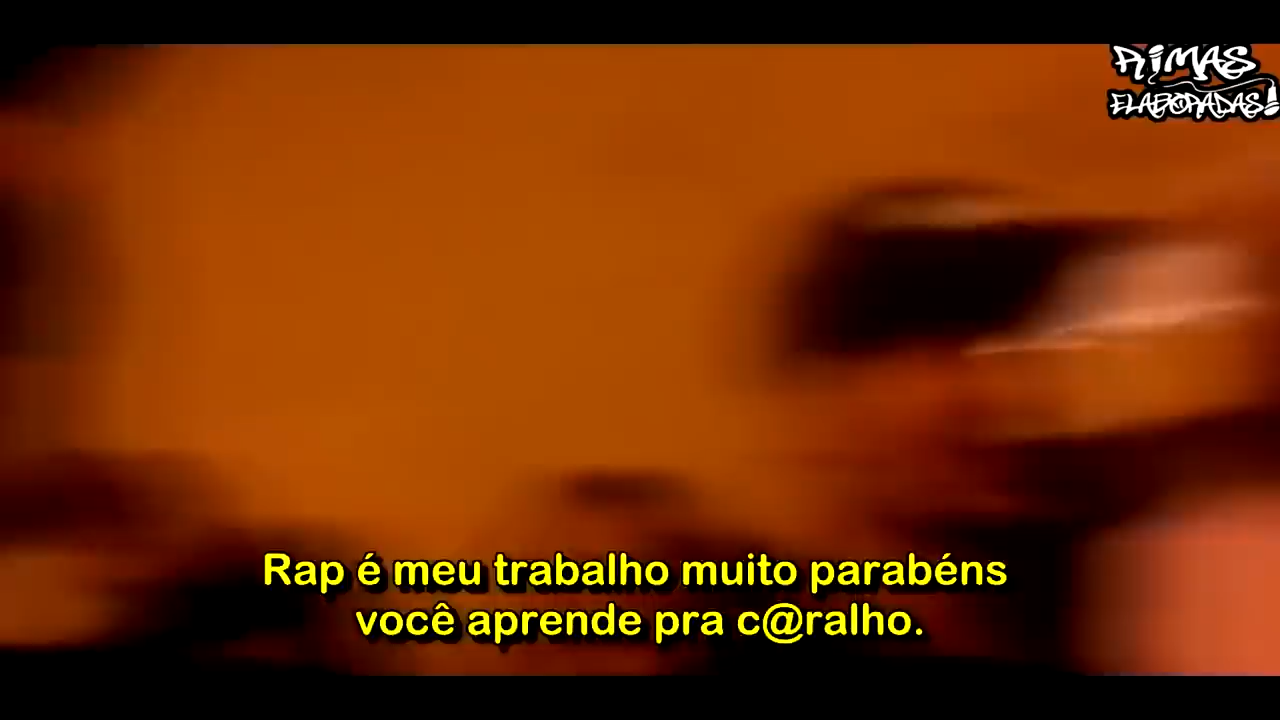 RIMAS
ELABORADAS!
Rap é meu trabalho muito parabéns
você aprende pra c@ralho.